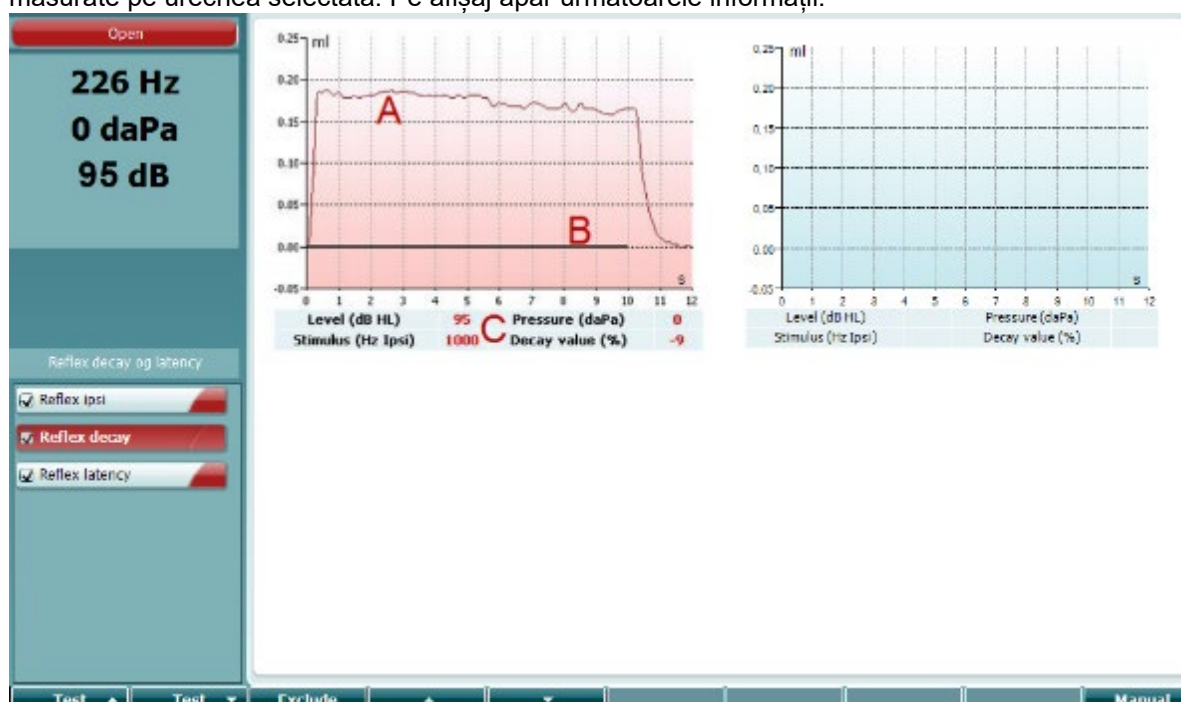 măsurate pe urechea selectată. Pe afișaj apar următoarele informații:
Open
226 Hz
0 daPa
95 dB
Reflex decay og latency
Reflex ipsi
Reflex decay
Reflex latency
0.25 ml
0.20
0.15
0.10
0.05
0.00
-0.05
A
B
s
0 1 2 3 4 5 6 7 8 9 10 11 12
Level (dB HL) 95 C Pressure (daPa) 0
Stimulus (Hz Ipsi) 1000 Decay value (%) -9
0.25 ml
0.20
0.15
0.10
0.05
0.00
-0.05
s
0 1 2 3 4 5 6 7 8 9 10 11 12
Level (dB HL) Pressure (daPa)
Stimulus (Hz Ipsi) Decay value (%)
Test Test Exclude Manual